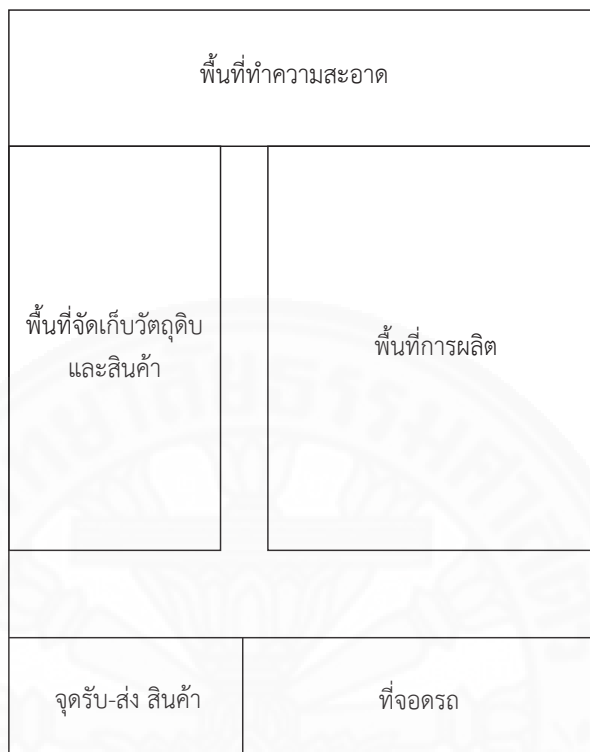 พื้นที่ทำความสะอาด
พื้นที่จัดเก็บวัตถุดิบ
และสินค้า
พื้นที่การผลิต
จุดรับ-ส่ง สินค้า
ที่จอดรถ